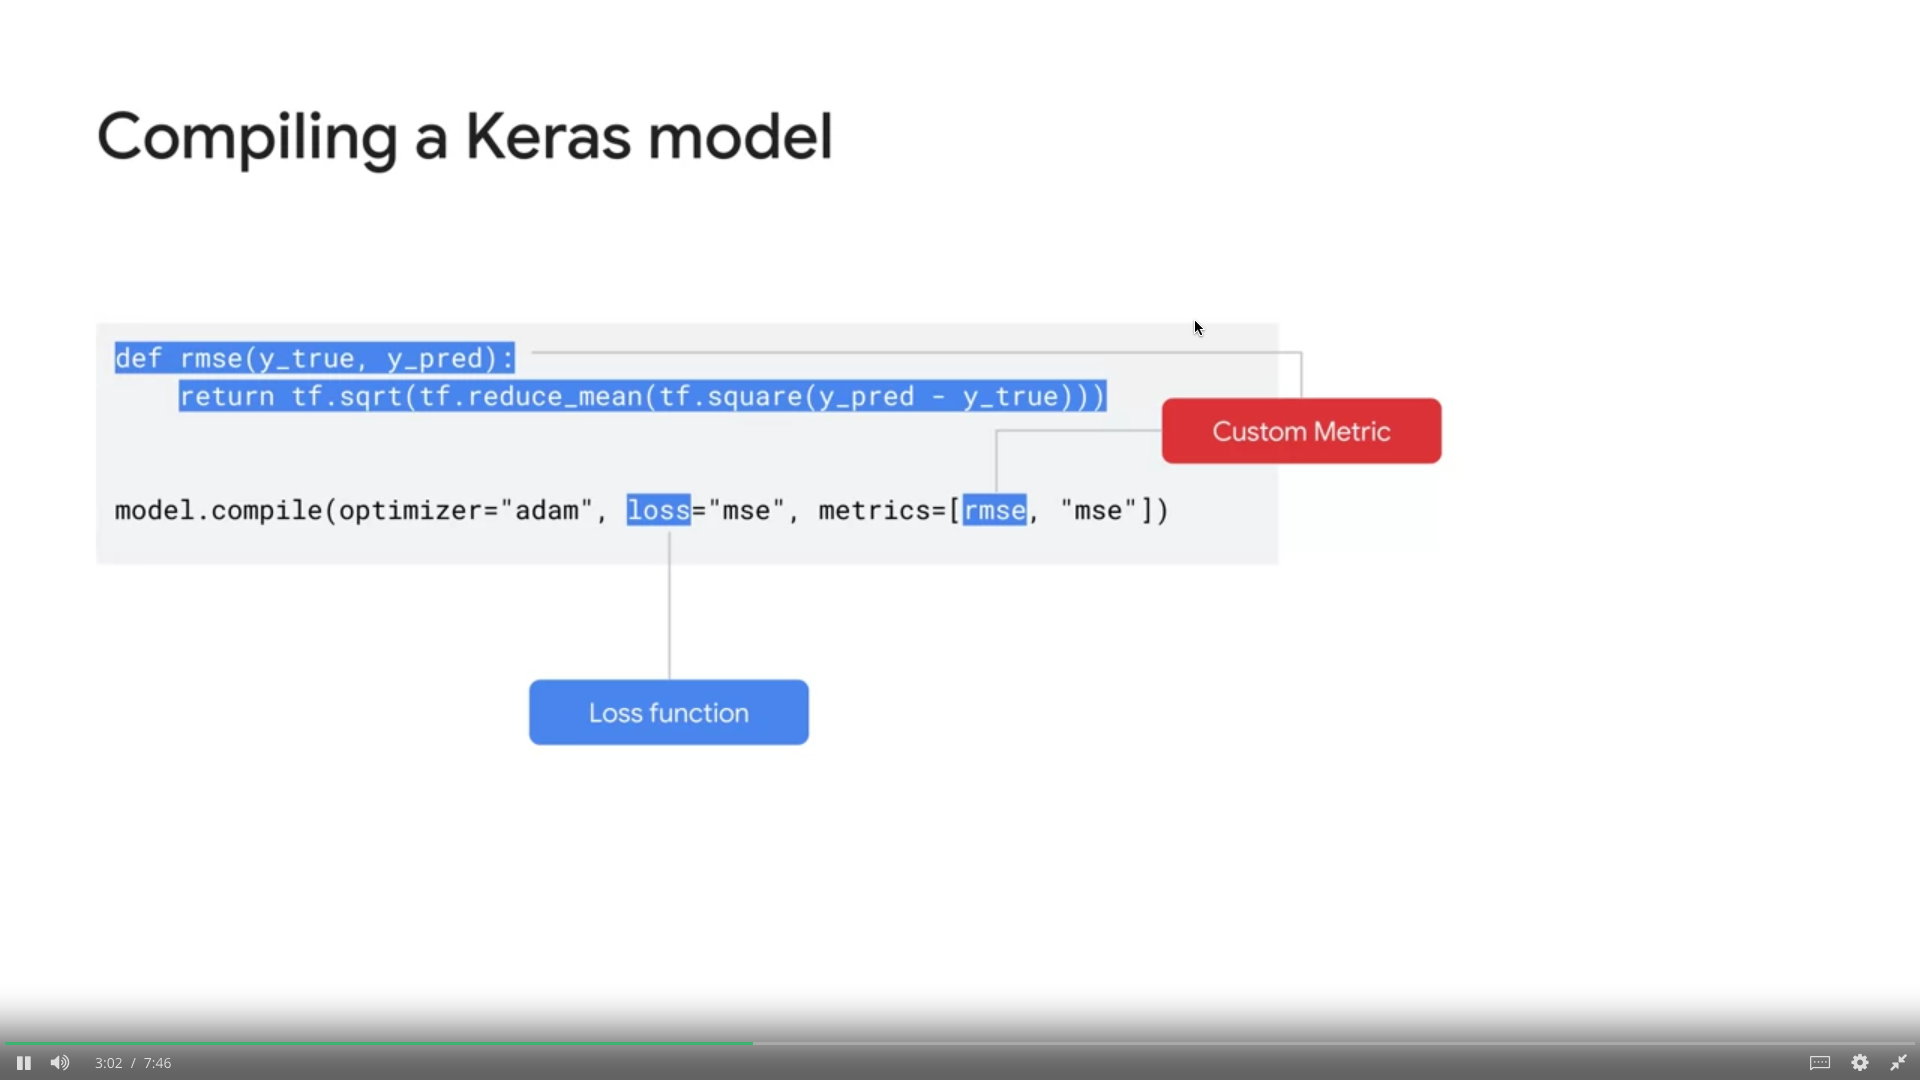 Compiling a Keras model
def rmse(y_true, y_pred):
    return tf.sqrt(tf.reduce_mean(tf.square(y_pred - y_true)))
Custom Metric
model.compile(optimizer="adam", loss="mse", metrics=[rmse, "mse"])
Loss function
3:02 / 7:46